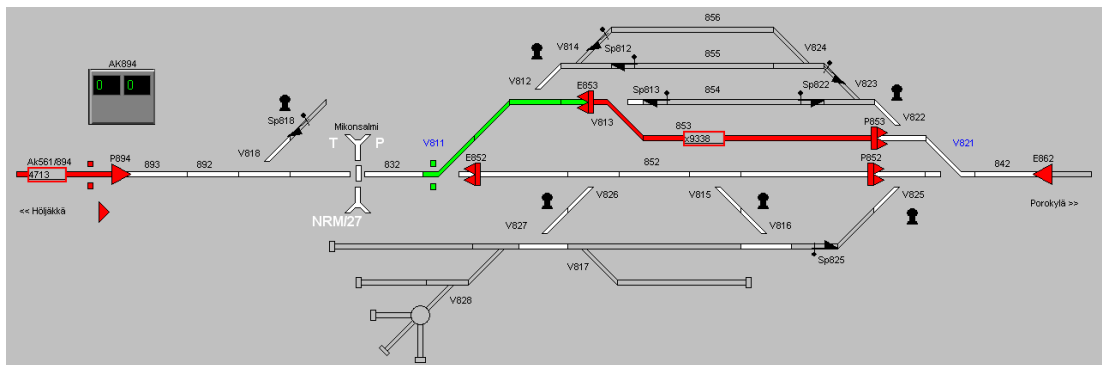 856
AK894
0 0
V814
Sp812
V824
855
V812
Sp813
E853
Sp822
V823
854
Sp818
V813
853
x9338
P853
V822
Mikonsalmi
T P
V811
V821
V818
Ak561/894
P894
893
892
832
E852
852
P852
842
E862
4713
<< Höljäkkä
NRM/27
V826
V815
V825
Porokylä >>
V827
V816
V817
Sp825
V828